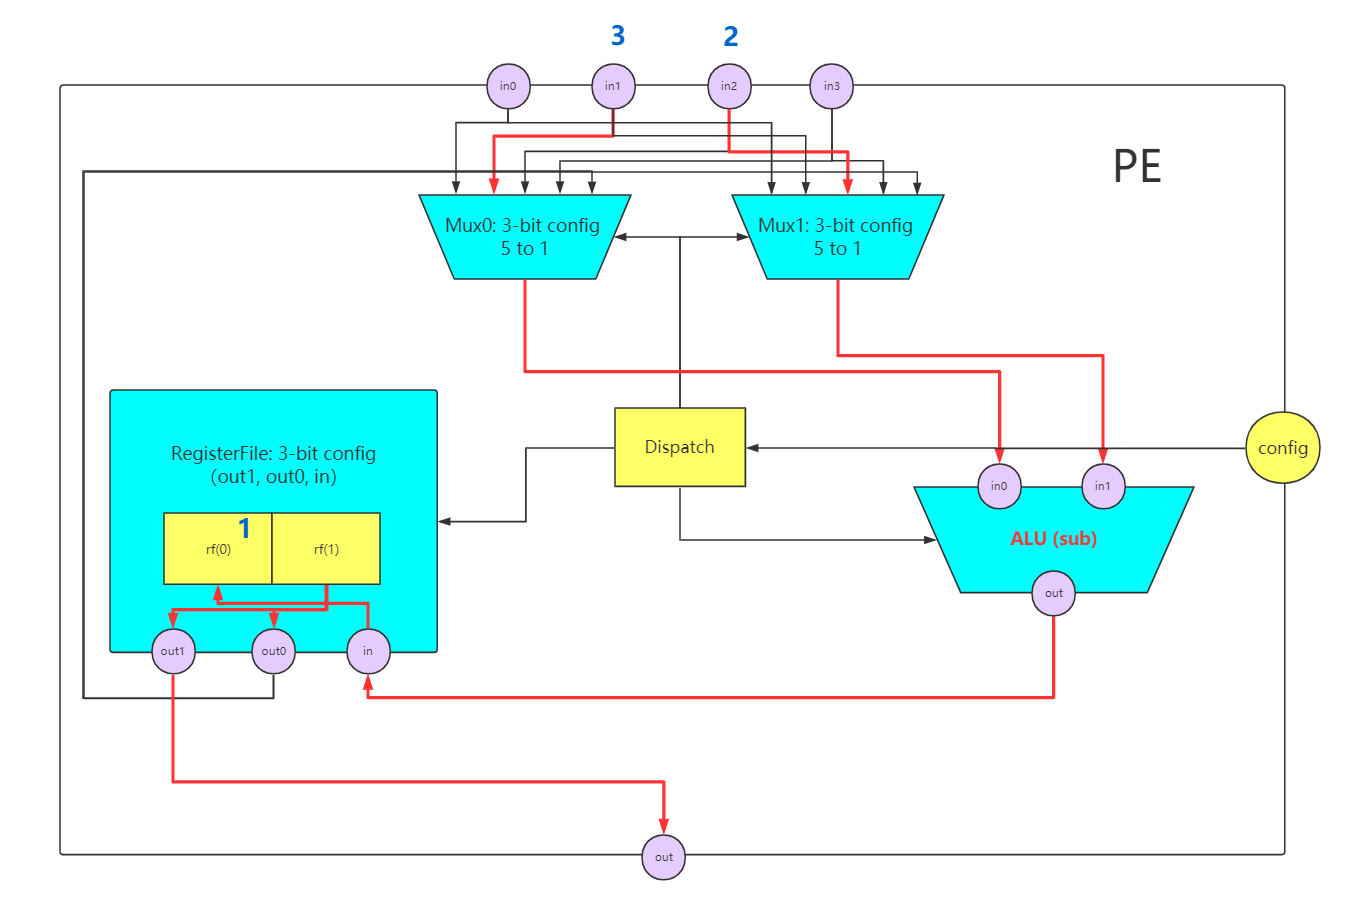 3
2
in0
in1
in2
in3
PE
Mux0: 3-bit config
5 to 1
Mux1: 3-bit config
5 to 1
RegisterFile: 3-bit config
(out1, out0, in)
Dispatch
config
in0
in1
1
rf(0)
rf(1)
ALU (sub)
out
out1
out0
in
out